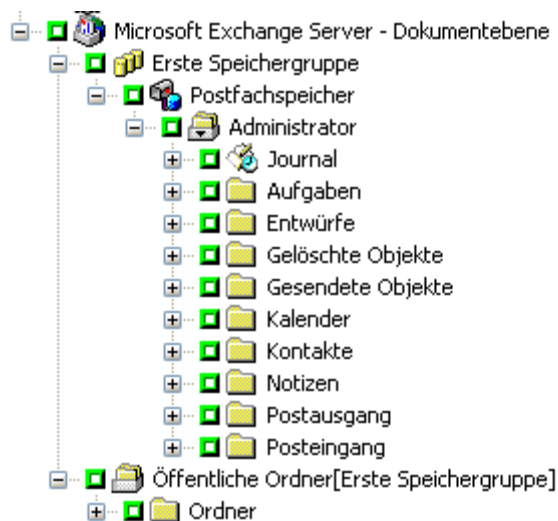 Microsoft Exchange Server - Dokumentebene
Erste Speichergruppe
Postfachspeicher
Administrator
Journal
Aufgaben
Entwürfe
Gelöschte Objekte
Gesendete Objekte
Kalender
Kontakte
Notizen
Postausgang
Posteingang
Öffentliche Ordner[Erste Speichergruppe]
Ordner